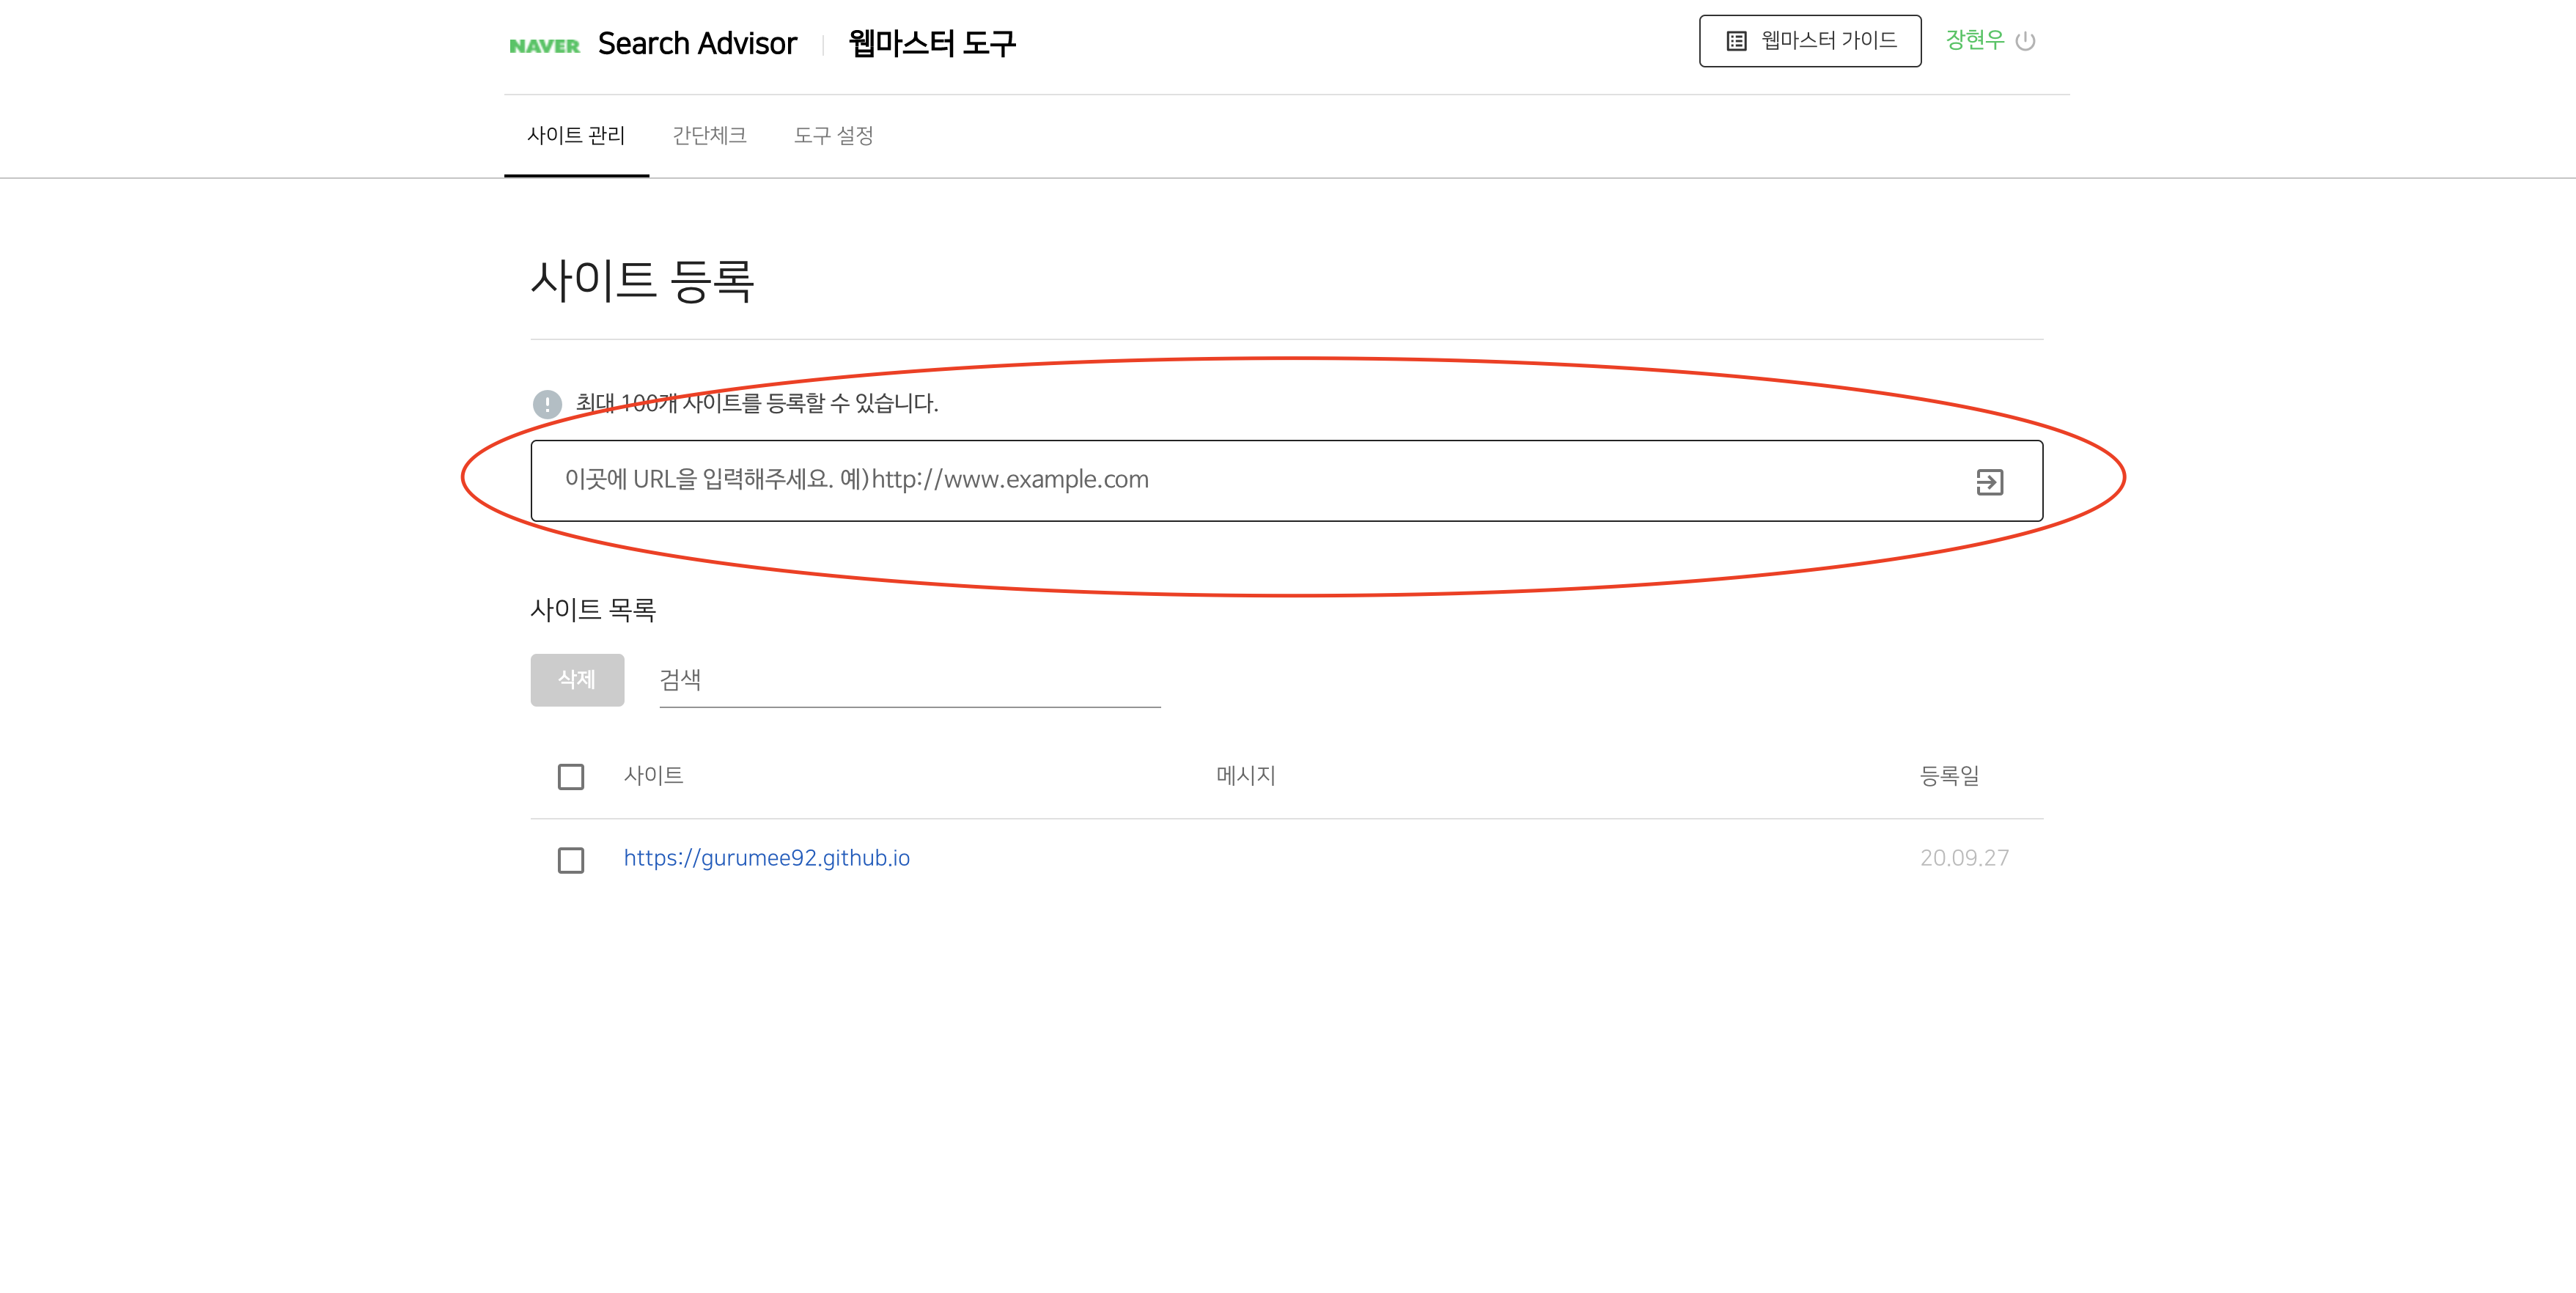 NAVER Search Advisor 웹마스터 도구 웹마스터 가이드 장현우
사이트 관리 간단체크 도구 설정
사이트 등록
최대 100개 사이트를 등록할 수 있습니다.
이곳에 URL을 입력해주세요. 예)http://www.example.com
사이트 목록
삭제 검색
사이트 메시지 등록일
https://gurumee92.github.io 20.09.27